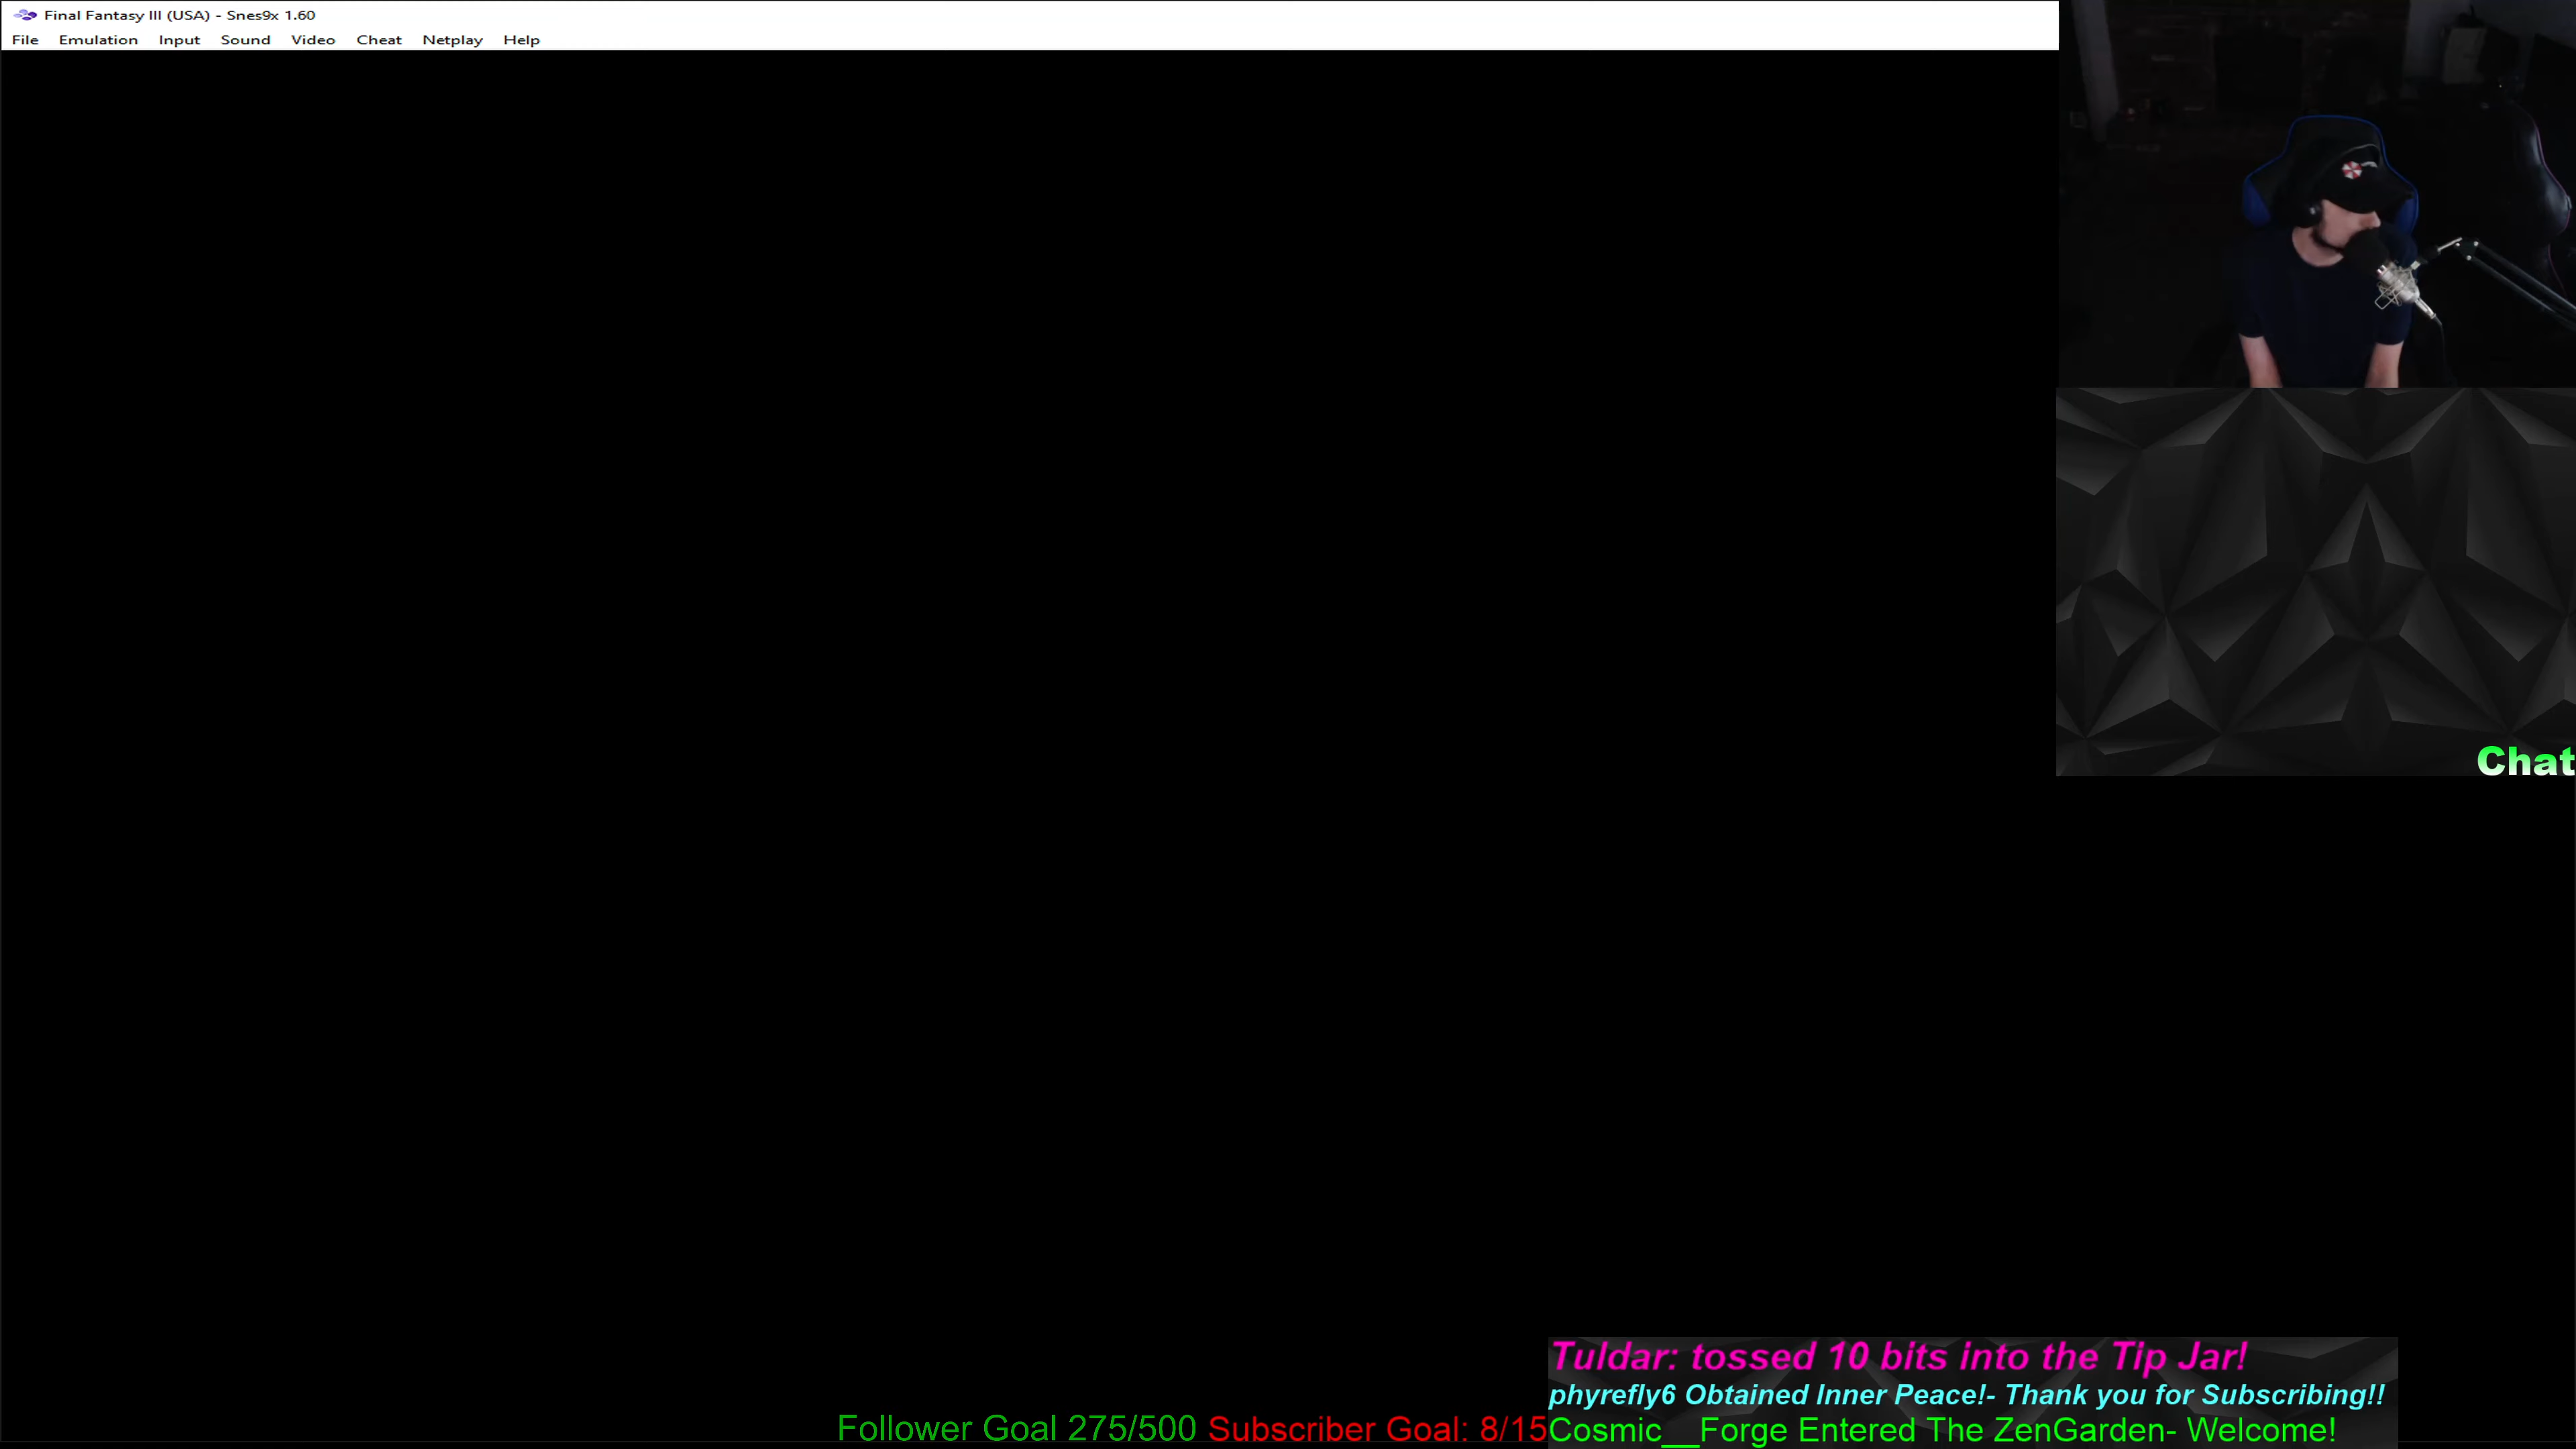 Final Fantasy III (USA) - Snes9x 1.60
File Emulation Input Sound Video Cheat Netplay Help
Chat
Tuldar: tossed 10 bits into the Tip Jar!
phyrefly6 Obtained Inner Peace!- Thank you for Subscribing!!
Follower Goal 275/500 Subscriber Goal: 8/15
Cosmic__Forge Entered The ZenGarden- Welcome!